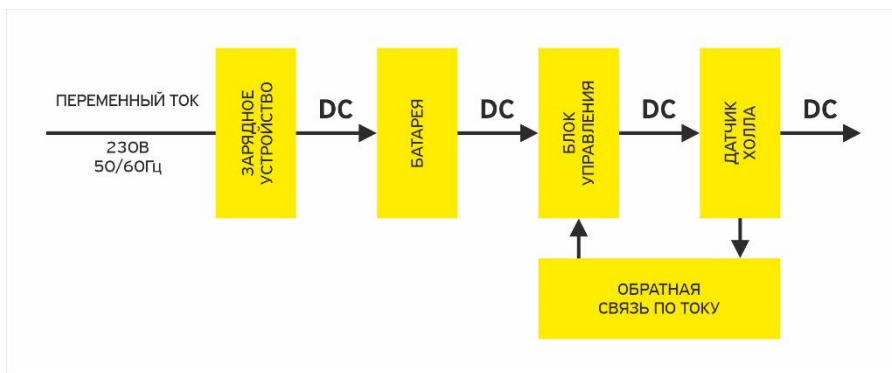 ПЕРЕМЕННЫЙ ТОК
230В
50/60Гц
ЗАРЯДНОЕ
УСТРОЙСТВО
DC
БАТАРЕЯ
DC
БЛОК
УПРАВЛЕНИЯ
DC
ДАТЧИК
ХОЛЛА
DC
ОБРАТНАЯ
СВЯЗЬ ПО ТОКУ